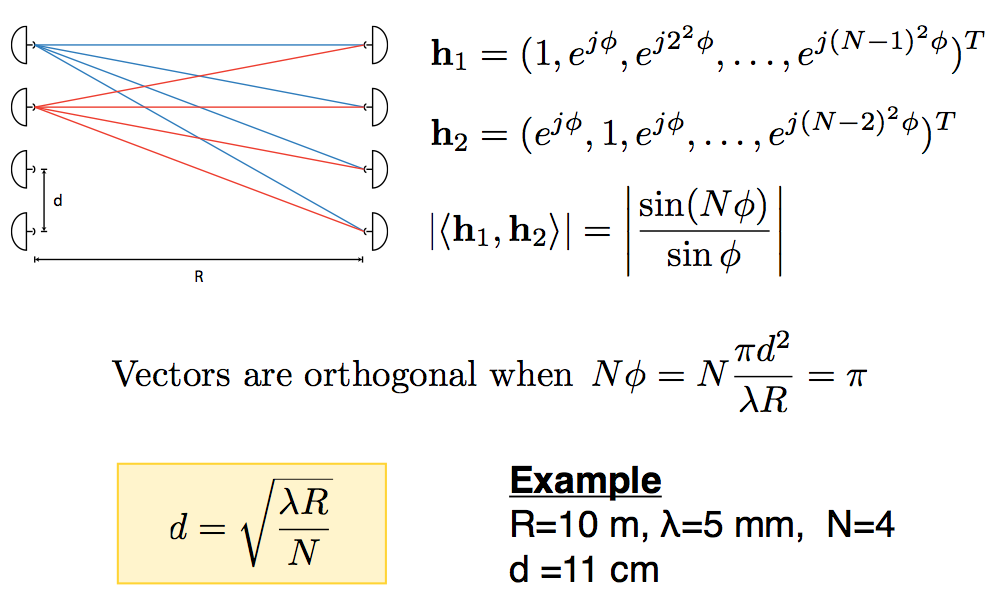 h₁ = (1, e^{jϕ}, e^{j2²ϕ}, . . . , e^{j(N−1)²ϕ})^T
h₂ = (e^{jϕ}, 1, e^{jϕ}, . . . , e^{j(N−2)²ϕ})^T
d
|⟨h₁, h₂⟩| = |sin(Nϕ) / sin ϕ|
R
Vectors are orthogonal when Nϕ = N πd² / λR = π
d = √(λR / N)
Example
R=10 m, λ=5 mm, N=4
d =11 cm